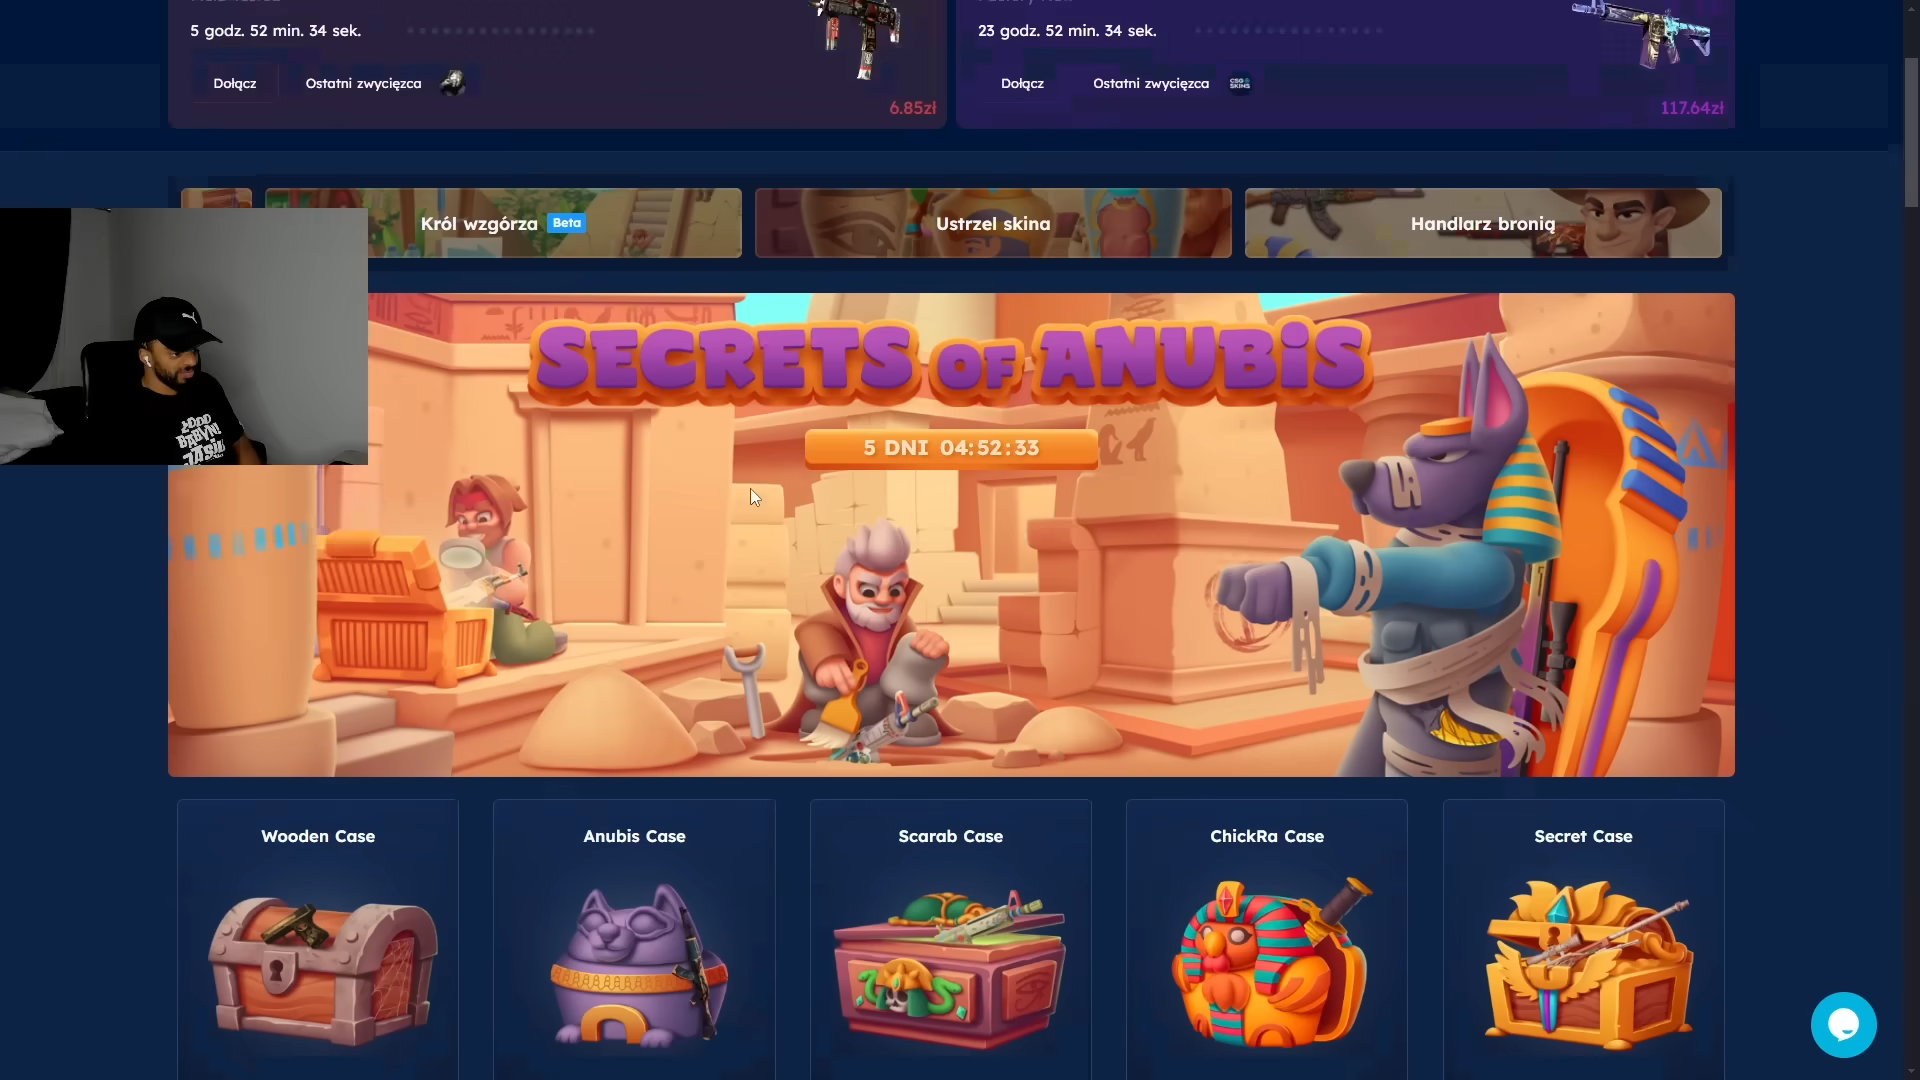 5 godz. 52 min. 34 sek.
Dołącz
Ostatni zwycięzca
6.85zł
23 godz. 52 min. 34 sek.
Dołącz
Ostatni zwycięzca
CSGO
SKINS
117.64zł
Król wzgórza Beta
Ustrzel skina
Handlarz bronią
SECRETS OF ANUBIS
5 DNI 04:52:33
Wooden Case
Anubis Case
Scarab Case
ChickRa Case
Secret Case